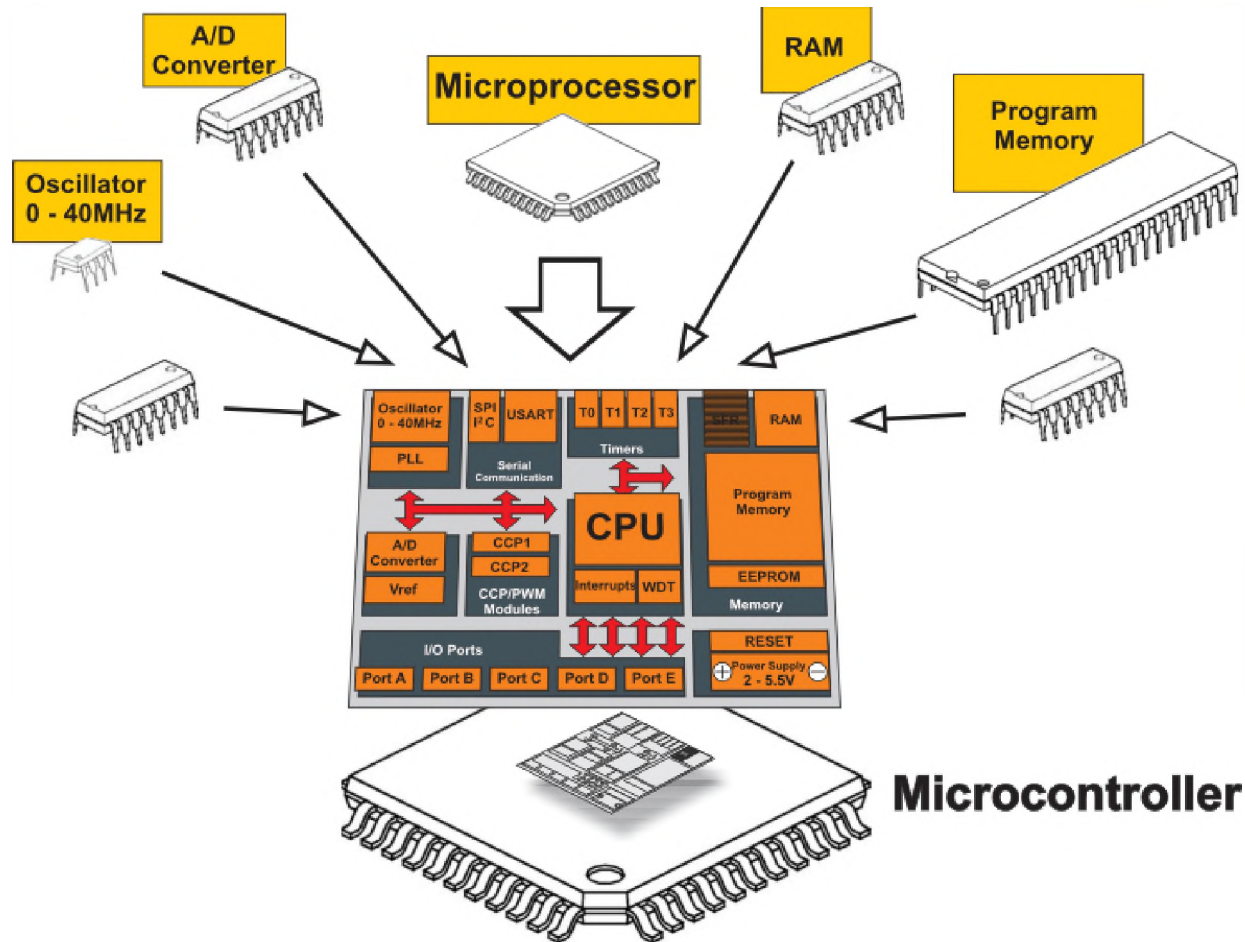 A/D
Converter
Microprocessor
RAM
Program
Memory
Oscillator
0 - 40MHz
Oscillator
0 - 40MHz
PLL
SPI
I²C
USART
Serial
Communication
T0
T1
T2
T3
Timers
SFR
RAM
Program
Memory
EEPROM
Memory
A/D
Converter
Vref
CCP1
CCP2
CCP/PWM
Modules
CPU
Interrupts
WDT
I/O Ports
Port A
Port B
Port C
Port D
Port E
RESET
+
Power Supply
2 - 5.5V
−
Microcontroller